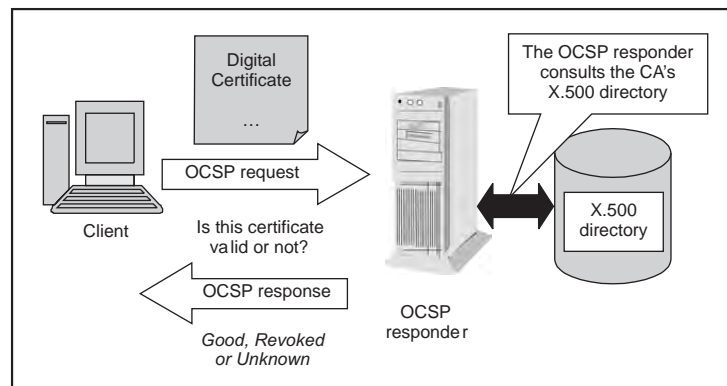 Digital
Certificate
...
The OCSP responder
consults the CA's
X.500 directory
OCSP request
Client
Is this certificate
valid or not?
X.500
directory
OCSP response
OCSP
responder
Good, Revoked
or Unknown